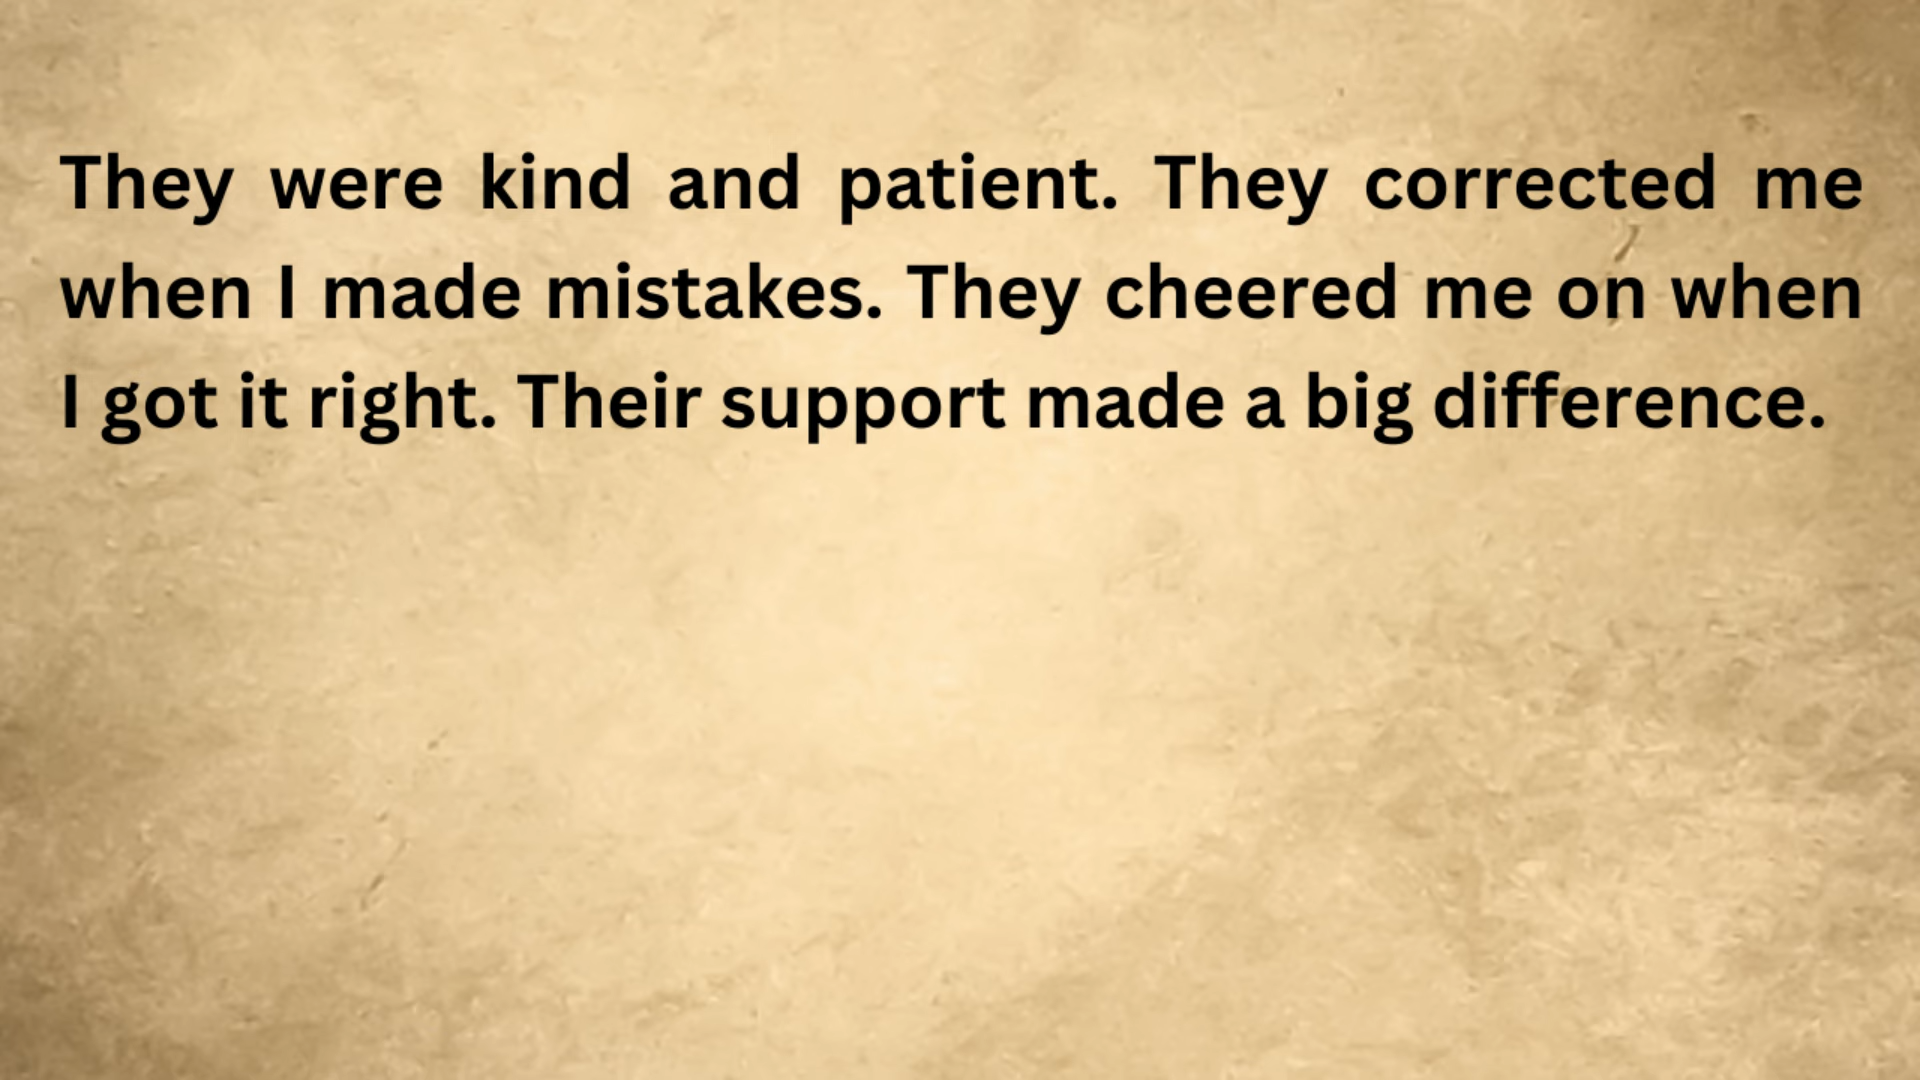 They were kind and patient. They corrected me
when I made mistakes. They cheered me on when
I got it right. Their support made a big difference.